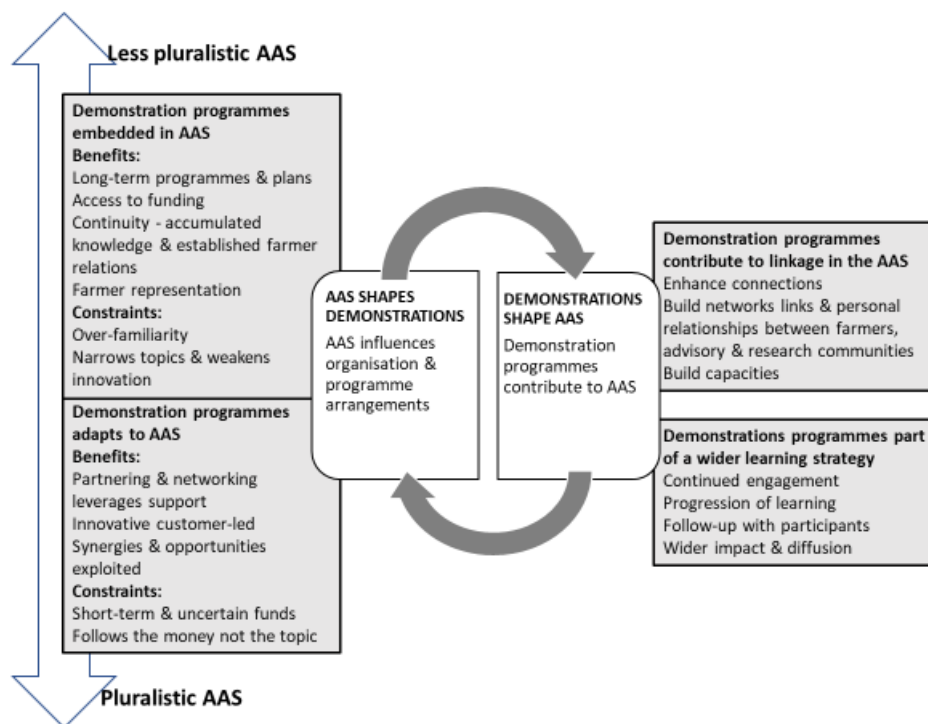 Less pluralistic AAS
Demonstration programmes
embedded in AAS
Benefits:
Long-term programmes & plans
Access to funding
Continuity - accumulated
knowledge & established farmer
relations
Farmer representation
Constraints:
Over-familiarity
Narrows topics & weakens
innovation
Demonstration programmes
adapts to AAS
Benefits:
Partnering & networking
leverages support
Innovative customer-led
Synergies & opportunities
exploited
Constraints:
Short-term & uncertain funds
Follows the money not the topic
Pluralistic AAS
AAS SHAPES
DEMONSTRATIONS
AAS influences
organisation &
programme
arrangements
DEMONSTRATIONS
SHAPE AAS
Demonstration
programmes
contribute to AAS
Demonstration programmes
contribute to linkage in the AAS
Enhance connections
Build networks links & personal
relationships between farmers,
advisory & research communities
Build capacities
Demonstrations programmes part
of a wider learning strategy
Continued engagement
Progression of learning
Follow-up with participants
Wider impact & diffusion